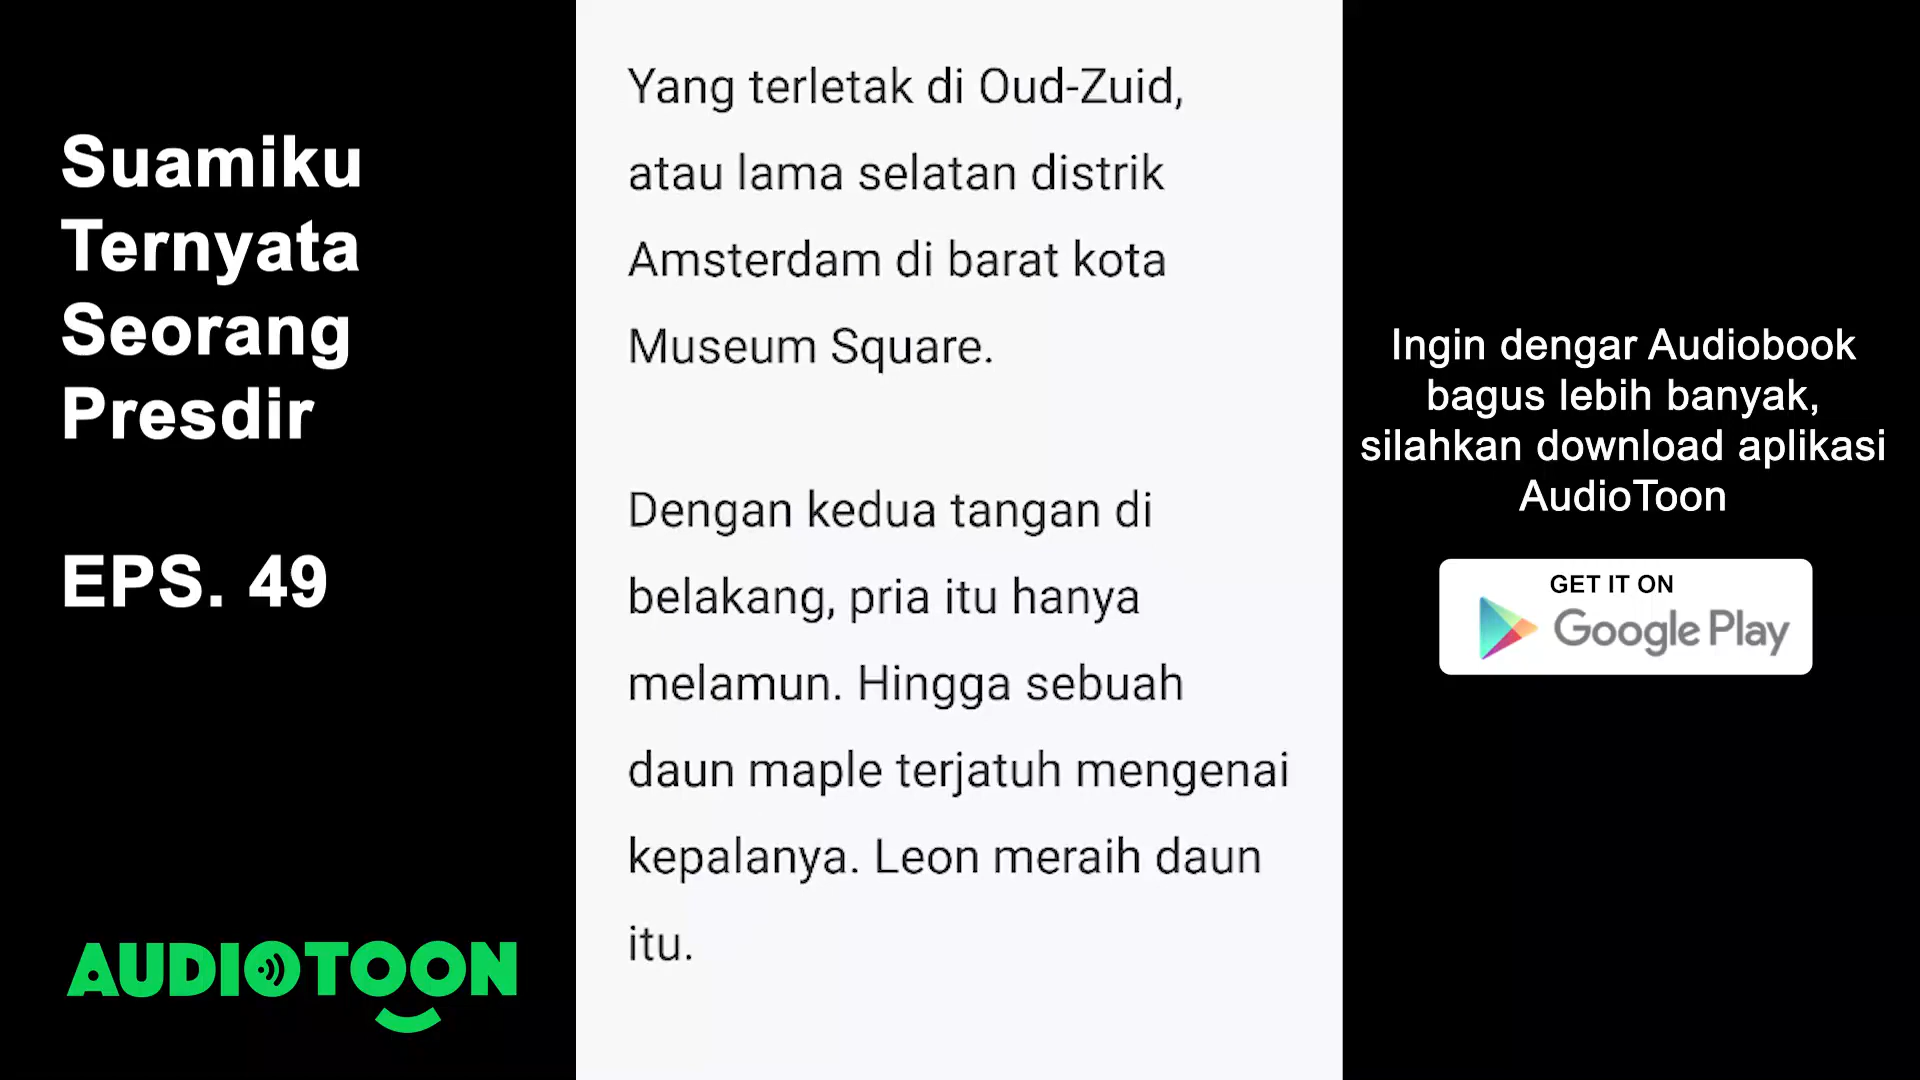 Suamiku
Ternyata
Seorang
Presdir
EPS. 49
AUDIOTOON
Yang terletak di Oud-Zuid,
atau lama selatan distrik
Amsterdam di barat kota
Museum Square.
Dengan kedua tangan di
belakang, pria itu hanya
melamun. Hingga sebuah
daun maple terjatuh mengenai
kepalanya. Leon meraih daun
itu.
Ingin dengar Audiobook
bagus lebih banyak,
silahkan download aplikasi
AudioToon
GET IT ON
Google Play